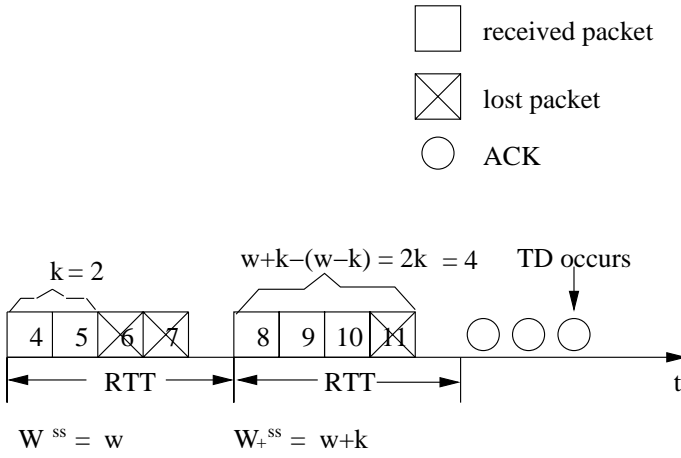 received packet
lost packet
ACK
k = 2
w+k−(w−k) = 2k = 4
TD occurs
4 5 6 7 8 9 10 11
RTT RTT t
W ss = w
W+ ss = w+k